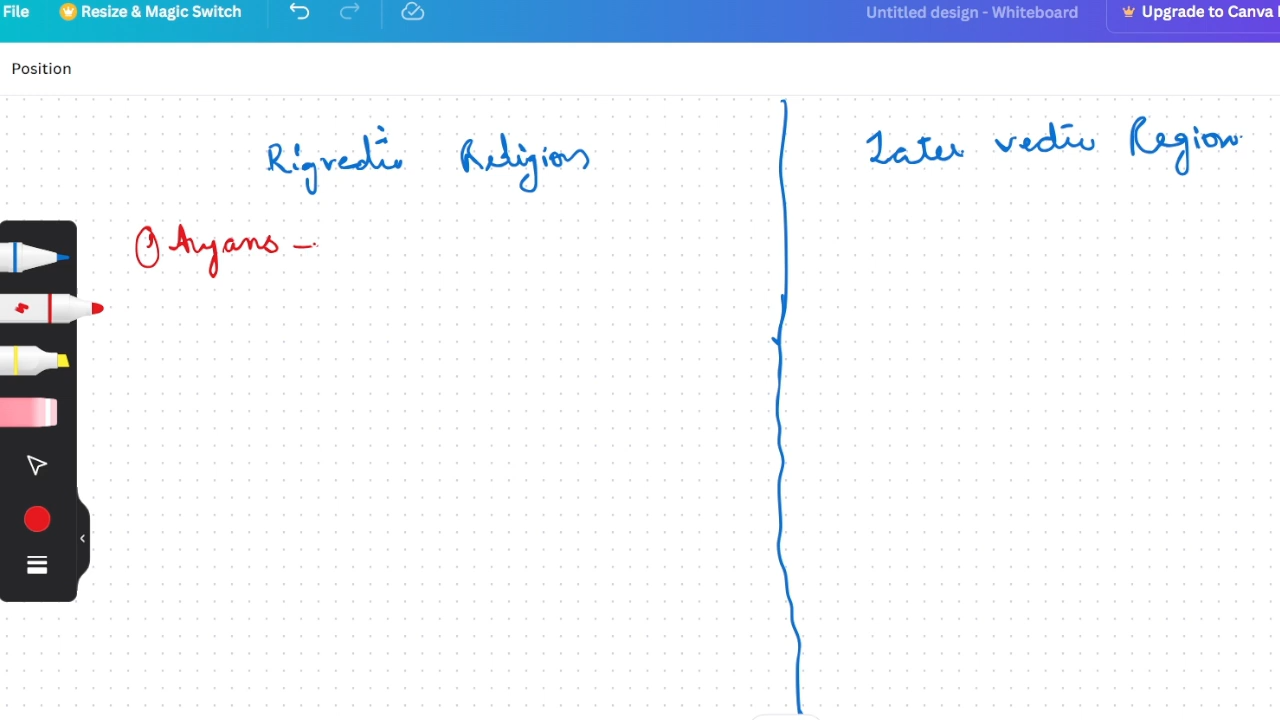 File Resize & Magic Switch Untitled design - Whiteboard Upgrade to Canva
Position
Rigvedic Religion
Later vedic Region
① Aryans -